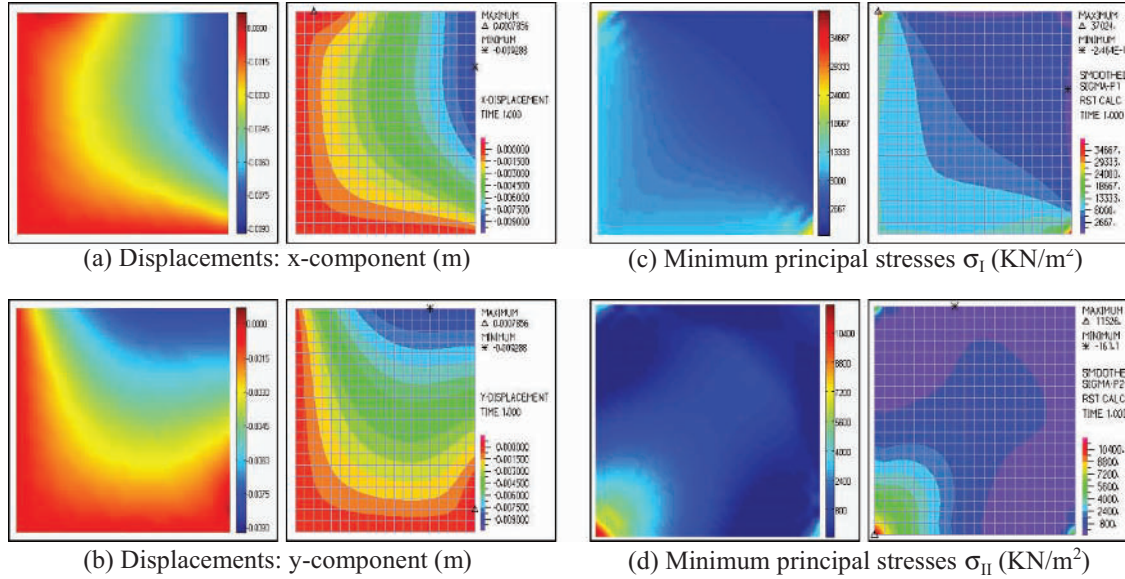 0.0000
-0.0015
-0.0030
-0.0045
-0.0060
-0.0075
-0.0090
MAXIMUM
△ 0.0007856
MINIMUM
✳ -0.009288
X-DISPLACEMENT
TIME 1.000
0.000000
-0.001500
-0.003000
-0.004500
-0.006000
-0.007500
-0.009000
(a) Displacements: x-component (m)
34667
29333
24000
18667
13333
8000
2667
MAXIMUM
△ 37024.
MINIMUM
SMOOTHED
SIGMA-P1
RST CALC
TIME 1.000
34667.
29333.
24000.
18667.
13333.
8000.
2667.
(c) Minimum principal stresses σI (KN/m²)
0.0000
-0.0015
-0.0030
-0.0045
-0.0060
-0.0075
-0.0090
MAXIMUM
△ 0.0007856
MINIMUM
✳ -0.009288
Y-DISPLACEMENT
TIME 1.000
0.000000
-0.001500
-0.003000
-0.004500
-0.006000
-0.007500
-0.009000
(b) Displacements: y-component (m)
10400
8800
7200
5600
4000
2400
800
MAXIMUM
△ 11526.
MINIMUM
SMOOTHED
SIGMA-P2
RST CALC
TIME 1.000
10400.
8800.
7200.
5600.
4000.
2400.
800.
(d) Minimum principal stresses σII (KN/m²)